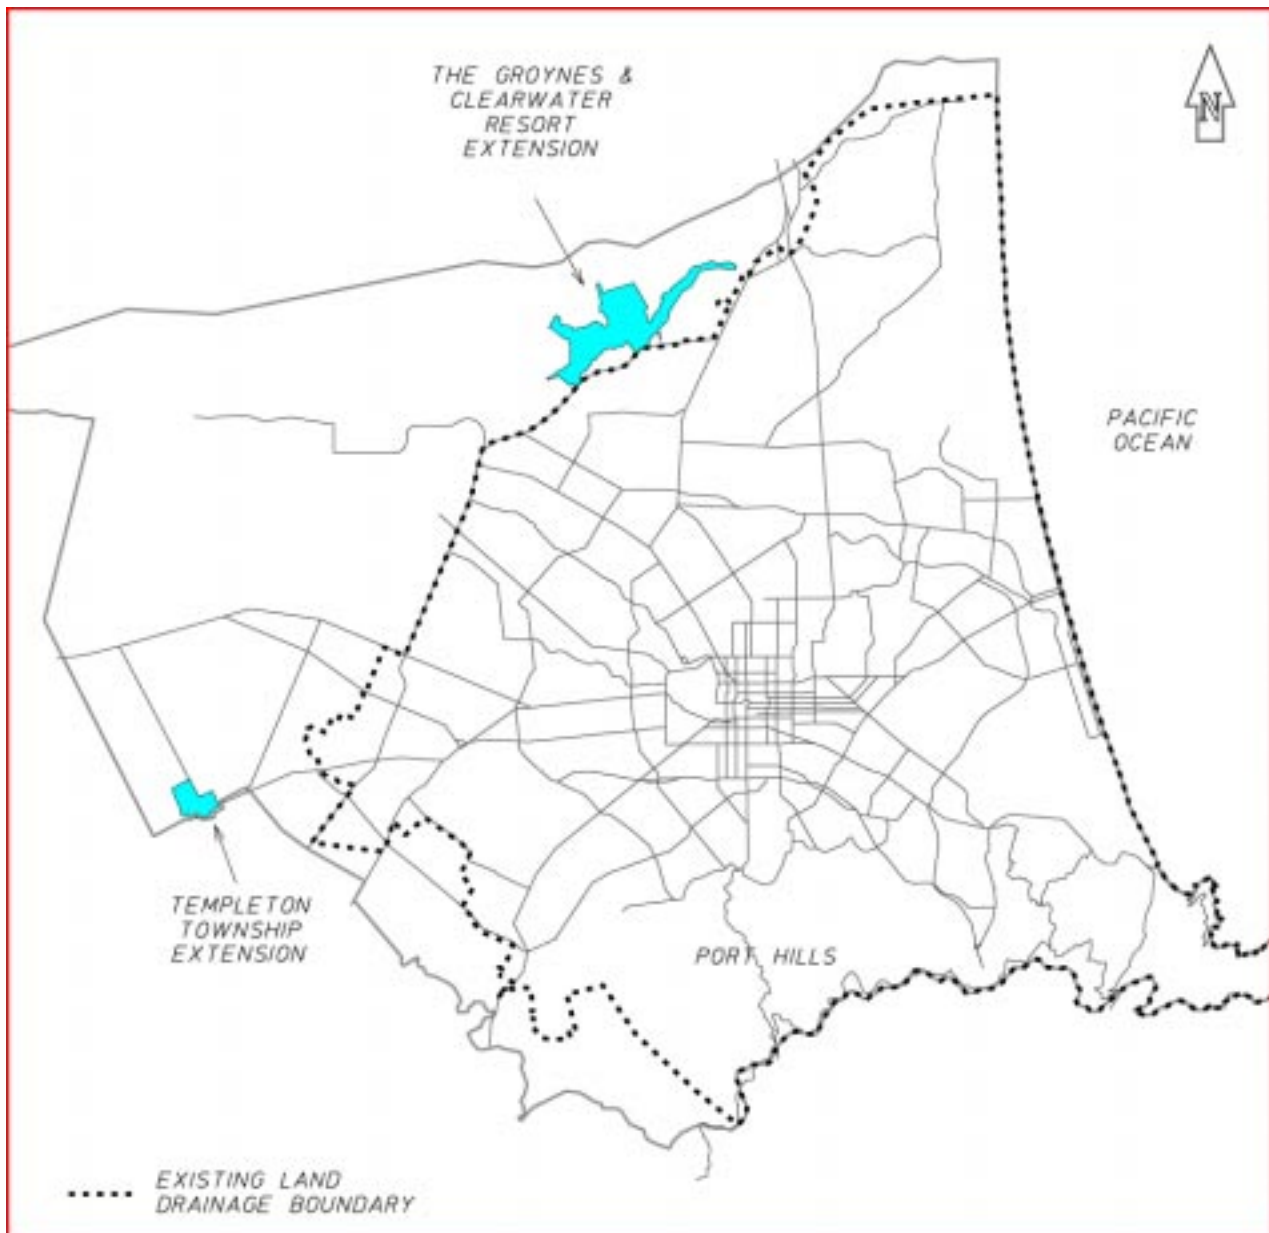 THE GROYNES &
CLEARWATER
RESORT
EXTENSION
N
PACIFIC
OCEAN
TEMPLETON
TOWNSHIP
EXTENSION
PORT HILLS
EXISTING LAND
DRAINAGE BOUNDARY